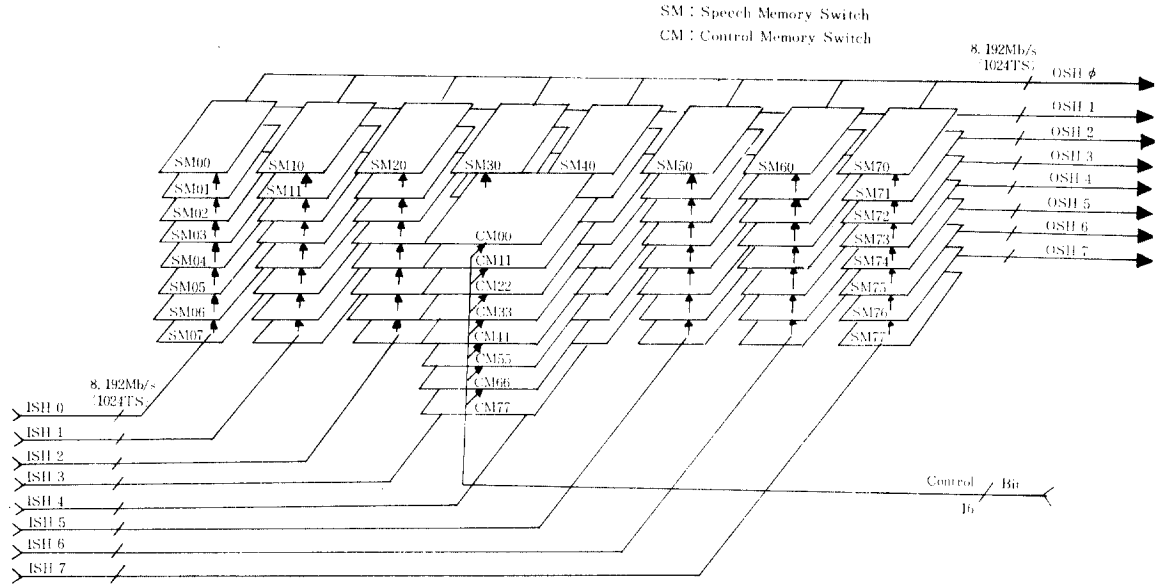 SM : Speech Memory Switch
CM : Control Memory Switch
8.192Mb/s
(1024TS)
OSH ϕ
OSH 1
OSH 2
OSH 3
OSH 4
OSH 5
OSH 6
OSH 7
SM00
SM10
SM20
SM30
SM40
SM50
SM60
SM70
SM01
SM11
SM71
SM02
SM72
SM03
SM73
SM04
SM74
SM05
SM75
SM06
SM76
SM07
SM77
CM00
CM11
CM22
CM33
CM41
CM55
CM66
CM77
8.192Mb/s
(1024TS)
ISH 0
ISH 1
ISH 2
ISH 3
ISH 4
ISH 5
ISH 6
ISH 7
Control / Bit
16